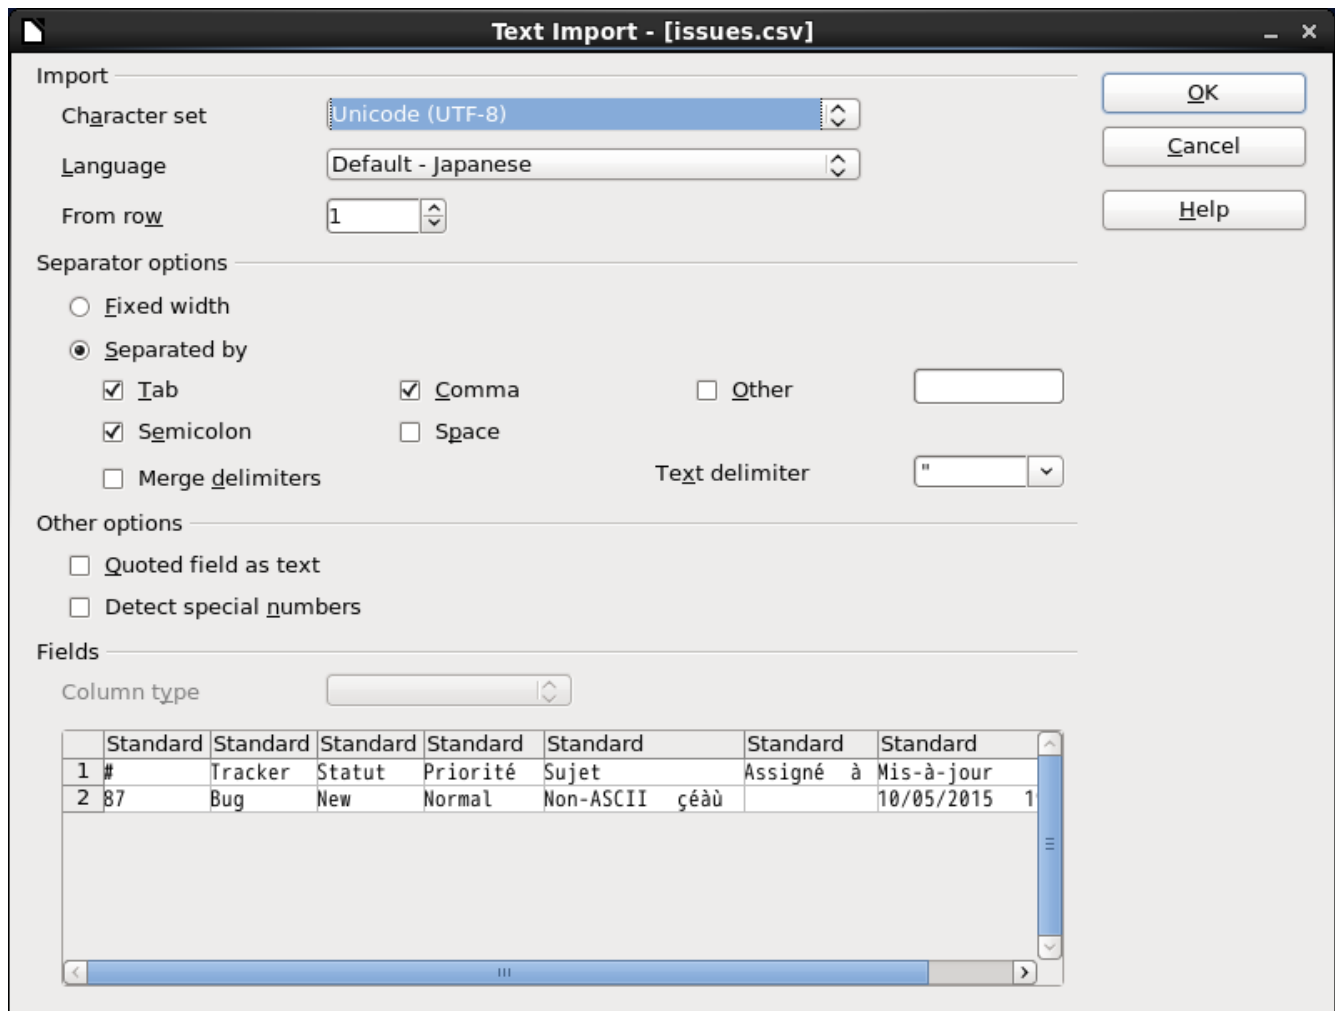 Text Import - [issues.csv]
Import
Character set Unicode (UTF-8)
Language Default - Japanese
From row 1
OK
Cancel
Help
Separator options
Fixed width
Separated by
Tab Comma Other
Semicolon Space
Merge delimiters Text delimiter "
Other options
Quoted field as text
Detect special numbers
Fields
Column type
Standard Standard Standard Standard Standard Standard Standard
1 # Tracker Statut Priorité Sujet Assigné à Mis-à-jour
2 87 Bug New Normal Non-ASCII çéàù 10/05/2015 1